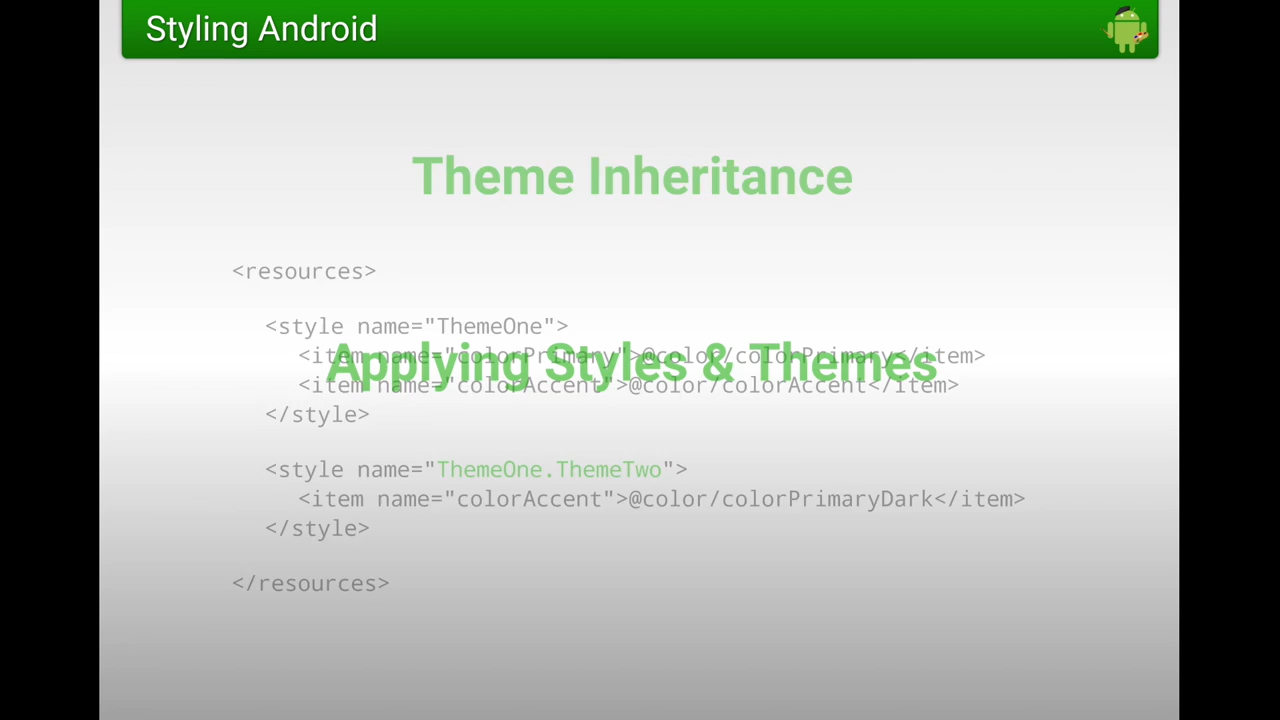 Styling Android
Theme Inheritance
<resources>
<style name="ThemeOne">
<item name="colorPrimary">@color/colorPrimary</item>
Applying Styles & Themes
<item name="colorAccent">@color/colorAccent</item>
</style>
<style name="ThemeOne.ThemeTwo">
<item name="colorAccent">@color/colorPrimaryDark</item>
</style>
</resources>